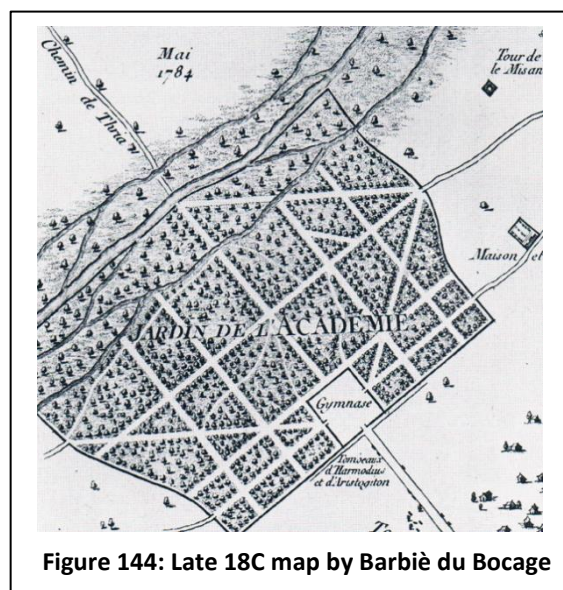 Chemin de Thria
Mai
1784
Tour de
le Misan
Maison et
JARDIN DE L'ACADEMIE
Gymnase
Tombeaux
d'Harmodius
et d'Aristogiton
Figure 144: Late 18C map by Barbiè du Bocage